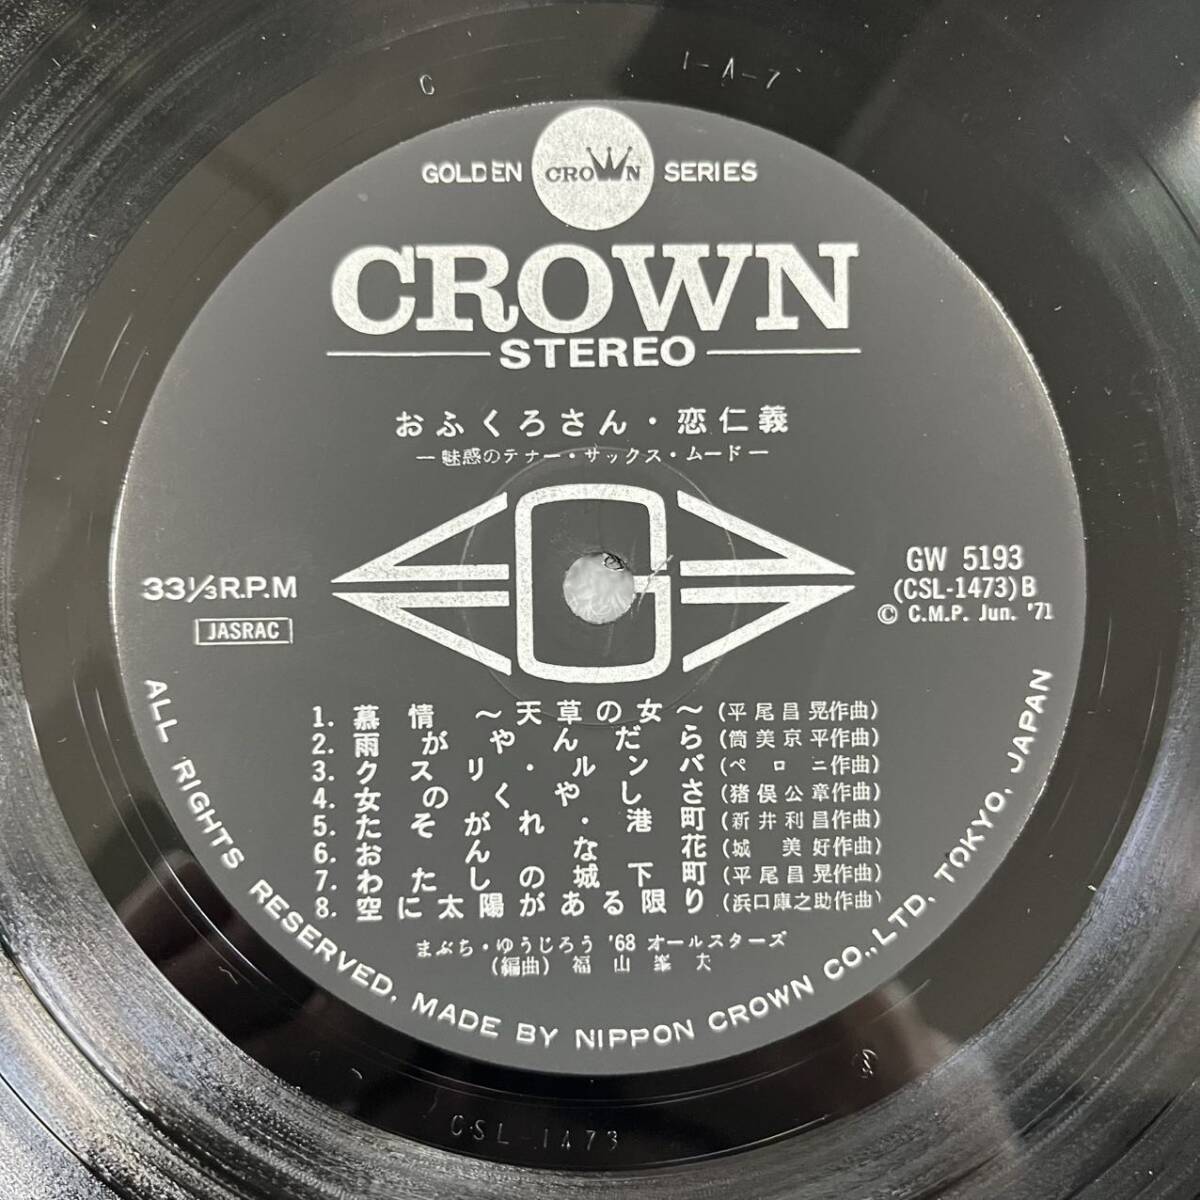 C 1-A-7
GOLDEN CROWN SERIES
CROWN
STEREO
おふくろさん・恋仁義
—魅惑のテナー・サックス・ムード—
33⅓R.P.M
JASRAC
G
GW 5193
(CSL-1473)B
© C.M.P. Jun. '71
1. 慕情～天草の女～(平尾昌晃作曲)
2. 雨がやんだら(筒美京平作曲)
3. クスリ・ルンバ(ペロニ作曲)
4. 女のくやしさ(猪俣公章作曲)
5. たそがれ・港町(新井利昌作曲)
6. おんな花(城美好作曲)
7. わたしの城下町(平尾昌晃作曲)
8. 空に太陽がある限り(浜口庫之助作曲)
まぶち・ゆうじろう '68 オールスターズ
(編曲) 福山峯夫
ALL RIGHTS RESERVED. MADE BY NIPPON CROWN CO., LTD. TOKYO, JAPAN
CSL-1473